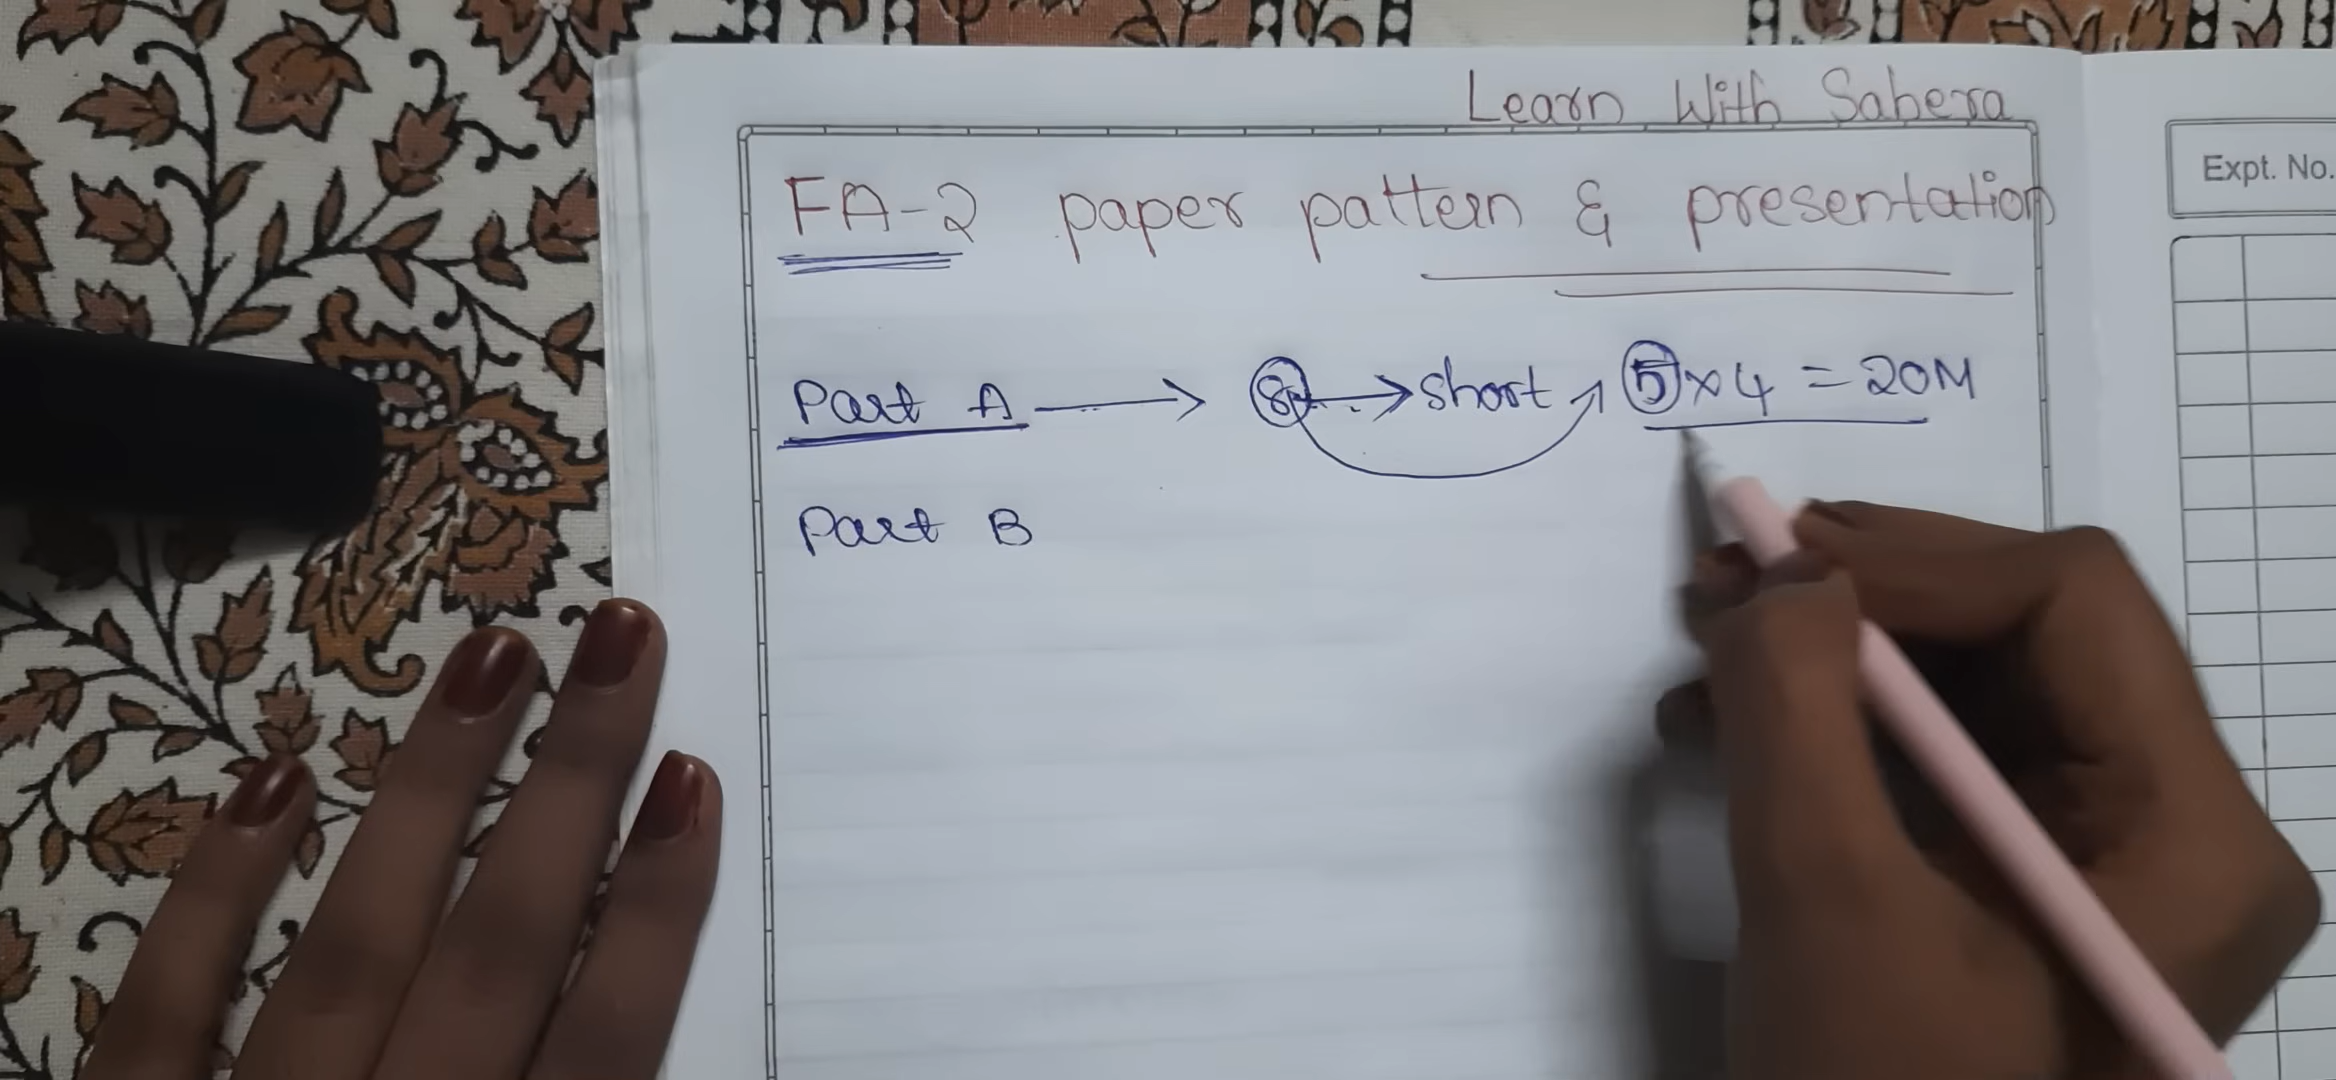 Learn With Sabera
FA-2 paper pattern & presentation
Expt. No.
Part A → 8 → short 5 × 4 = 20M
Part B